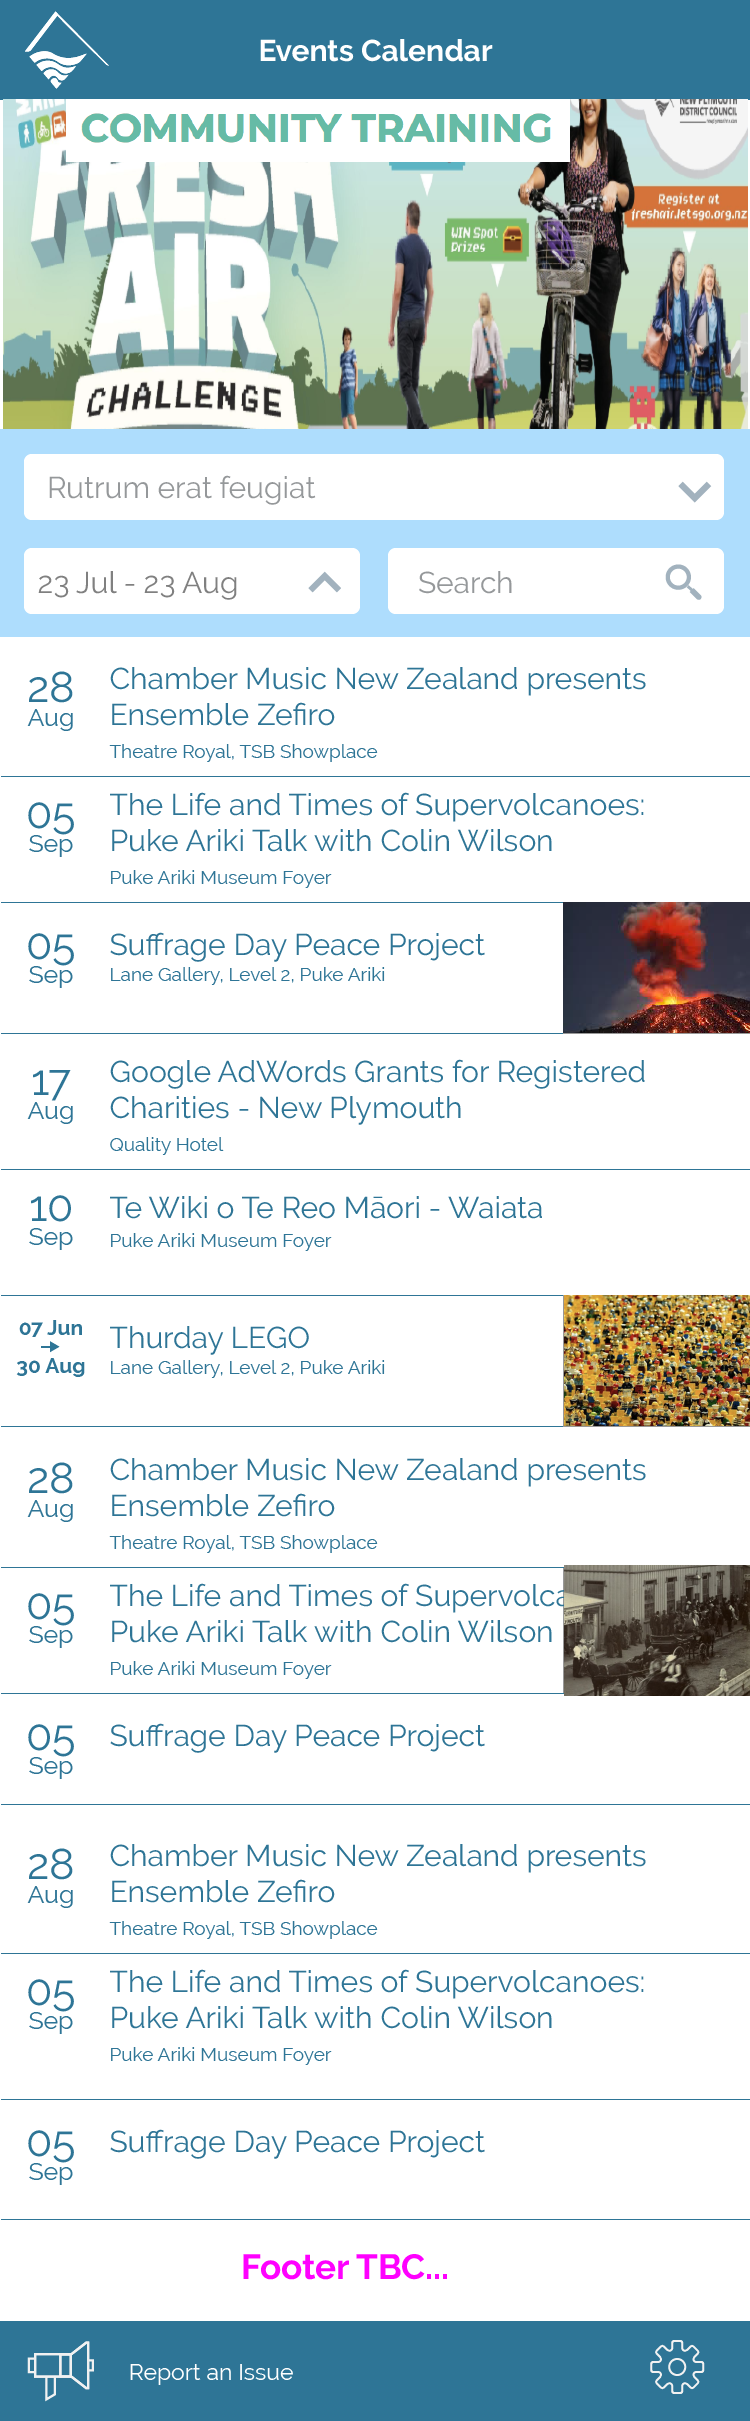 Events Calendar
COMMUNITY TRAINING
NEW PLYMOUTH
DISTRICT COUNCIL
FRESH
AIR
CHALLENGE
WIN Spot
Prizes
Register at
freshair.letsgo.org.nz
Rutrum erat feugiat
23 Jul - 23 Aug
Search
28
Aug
Chamber Music New Zealand presents
Ensemble Zefiro
Theatre Royal, TSB Showplace
05
Sep
The Life and Times of Supervolcanoes:
Puke Ariki Talk with Colin Wilson
Puke Ariki Museum Foyer
05
Sep
Suffrage Day Peace Project
Lane Gallery, Level 2, Puke Ariki
17
Aug
Google AdWords Grants for Registered
Charities - New Plymouth
Quality Hotel
10
Sep
Te Wiki o Te Reo Māori - Waiata
Puke Ariki Museum Foyer
07 Jun
30 Aug
Thurday LEGO
Lane Gallery, Level 2, Puke Ariki
28
Aug
Chamber Music New Zealand presents
Ensemble Zefiro
Theatre Royal, TSB Showplace
05
Sep
The Life and Times of Supervolca
Puke Ariki Talk with Colin Wilson
Puke Ariki Museum Foyer
05
Sep
Suffrage Day Peace Project
28
Aug
Chamber Music New Zealand presents
Ensemble Zefiro
Theatre Royal, TSB Showplace
05
Sep
The Life and Times of Supervolcanoes:
Puke Ariki Talk with Colin Wilson
Puke Ariki Museum Foyer
05
Sep
Suffrage Day Peace Project
Footer TBC...
Report an Issue